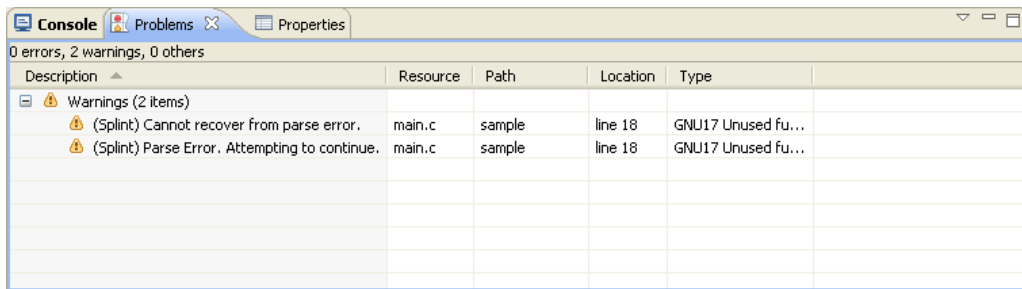 Console Problems Properties
0 errors, 2 warnings, 0 others
Description Resource Path Location Type
Warnings (2 items)
(Splint) Cannot recover from parse error. main.c sample line 18 GNU17 Unused fu...
(Splint) Parse Error. Attempting to continue. main.c sample line 18 GNU17 Unused fu...